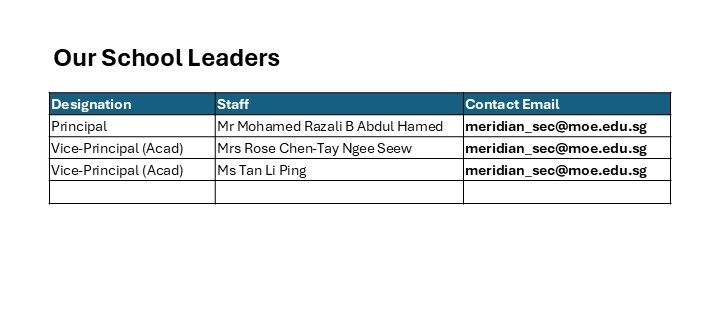 Our School Leaders
Designation Staff Contact Email
Principal Mr Mohamed Razali B Abdul Hamed meridian_sec@moe.edu.sg
Vice-Principal (Acad) Mrs Rose Chen-Tay Ngee Seew meridian_sec@moe.edu.sg
Vice-Principal (Acad) Ms Tan Li Ping meridian_sec@moe.edu.sg